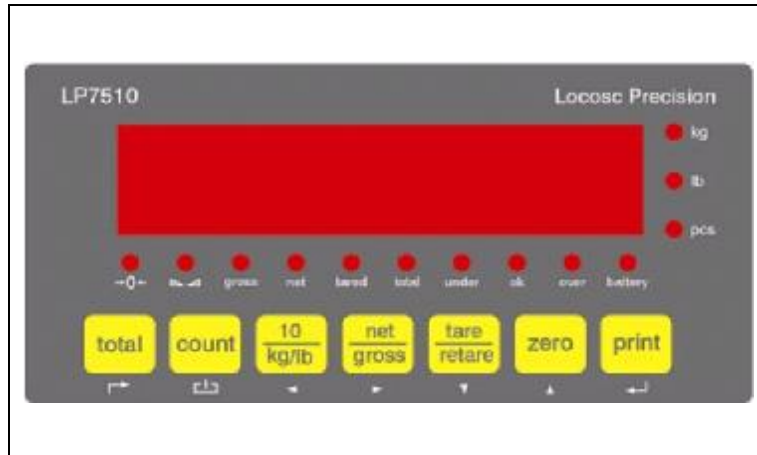 LP7510 Locosc Precision
kg
lb
pcs
→0← gross net tared total under ok over battery
total count 10 kg/lb net gross tare retare zero print